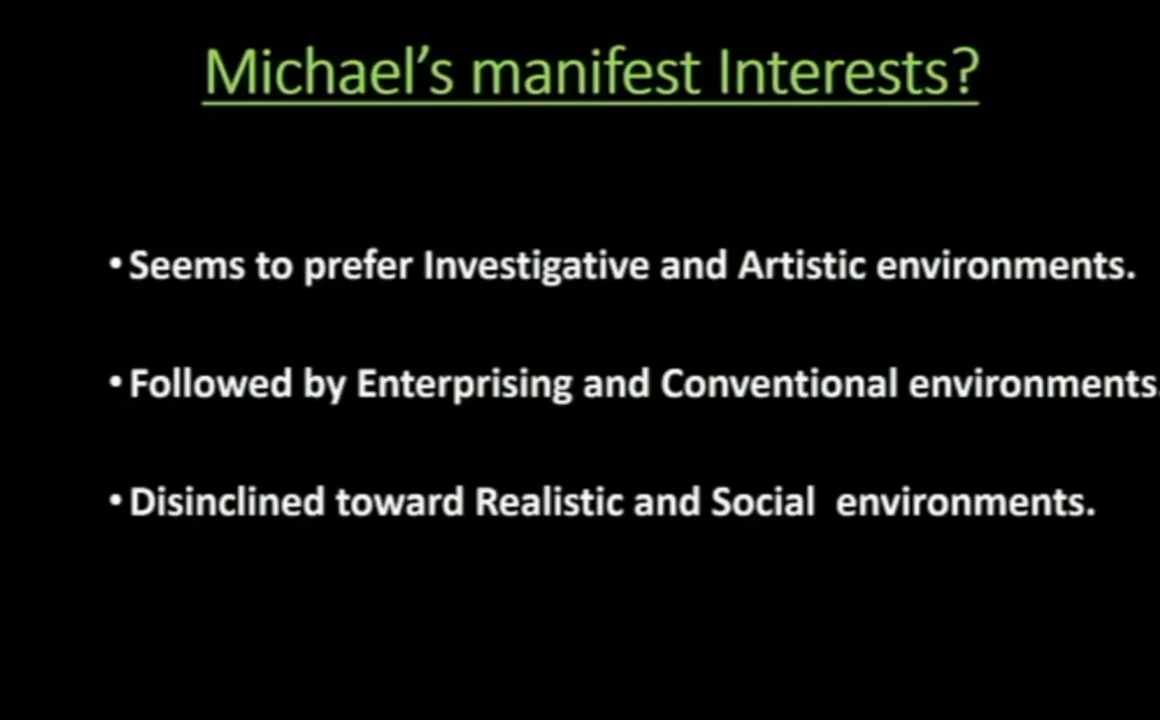 Michael’s manifest Interests?
•Seems to prefer Investigative and Artistic environments.
•Followed by Enterprising and Conventional environments.
•Disinclined toward Realistic and Social  environments.